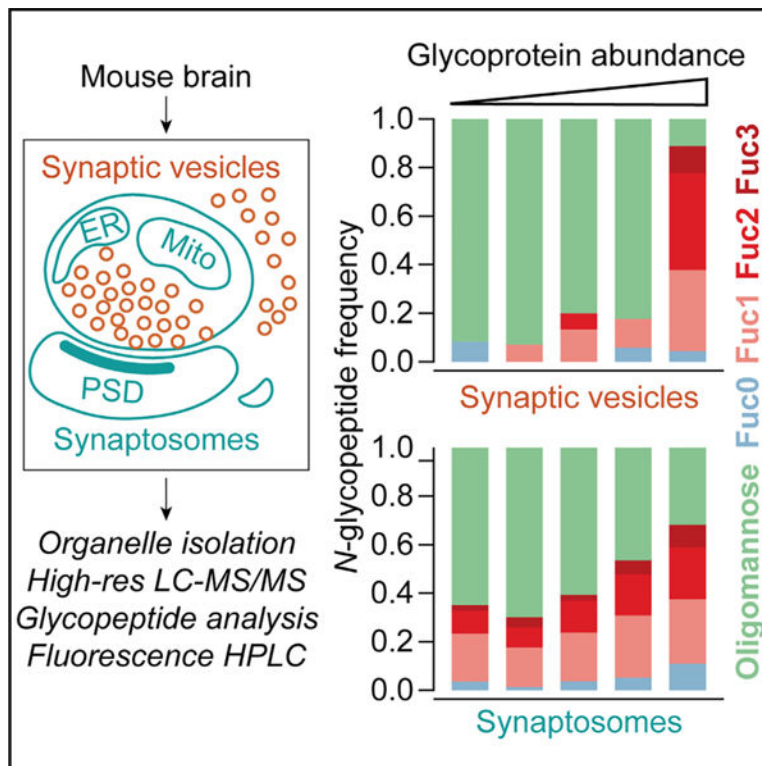 Mouse brain
Synaptic vesicles
ER
Mito
PSD
Synaptosomes
Organelle isolation
High-res LC-MS/MS
Glycopeptide analysis
Fluorescence HPLC
Glycoprotein abundance
N-glycopeptide frequency
1.0
0.8
0.6
0.4
0.2
0.0
Synaptic vesicles
1.0
0.8
0.6
0.4
0.2
0.0
Synaptosomes
Oligomannose Fuc0 Fuc1 Fuc2 Fuc3